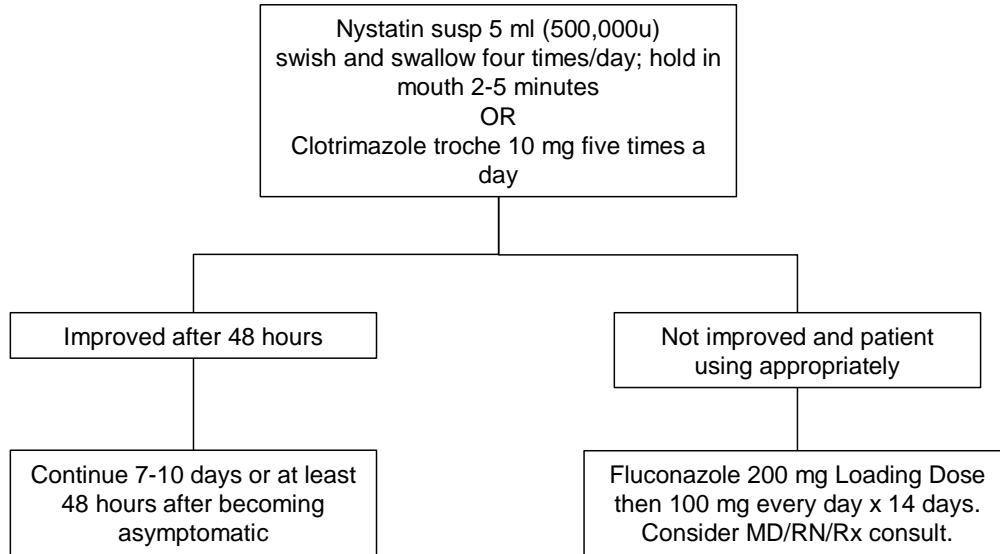 Nystatin susp 5 ml (500,000u)
swish and swallow four times/day; hold in
mouth 2-5 minutes
OR
Clotrimazole troche 10 mg five times a
day
Improved after 48 hours
Not improved and patient
using appropriately
Continue 7-10 days or at least
48 hours after becoming
asymptomatic
Fluconazole 200 mg Loading Dose
then 100 mg every day x 14 days.
Consider MD/RN/Rx consult.